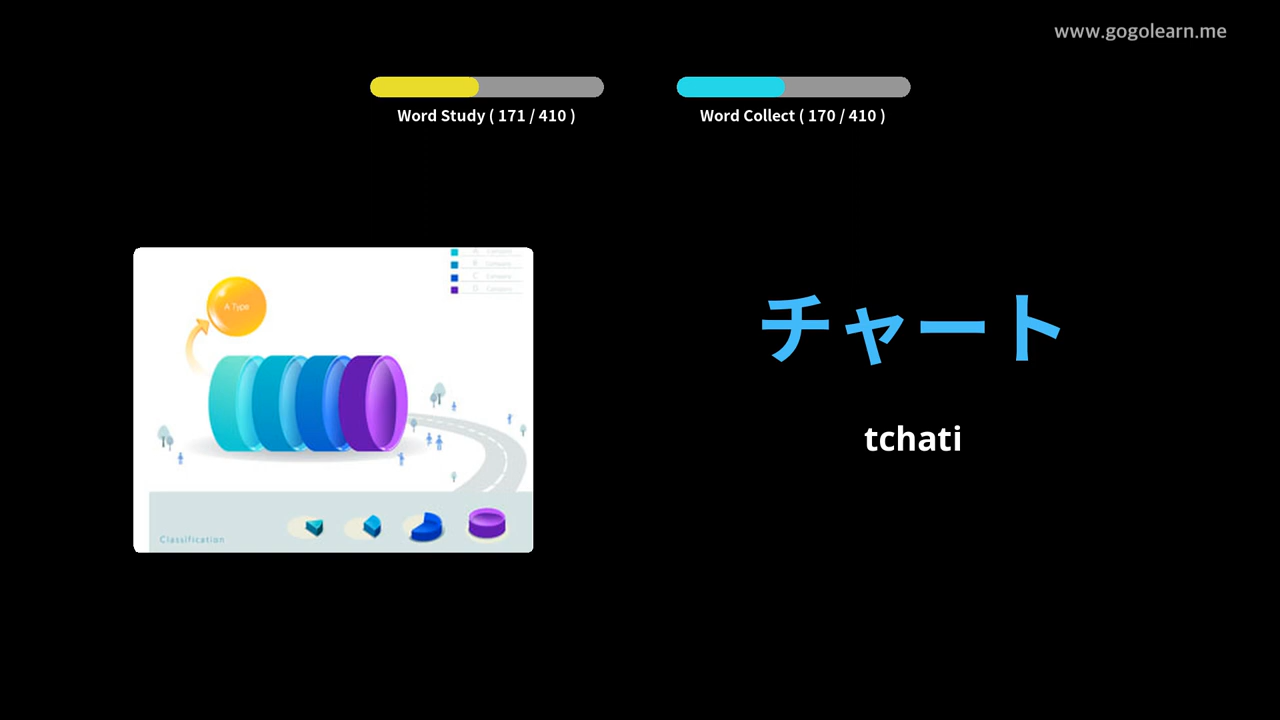 www.gogolearn.me
Word Study ( 171 / 410 )
Word Collect ( 170 / 410 )
A Type
C
チャート
tchati
Classification